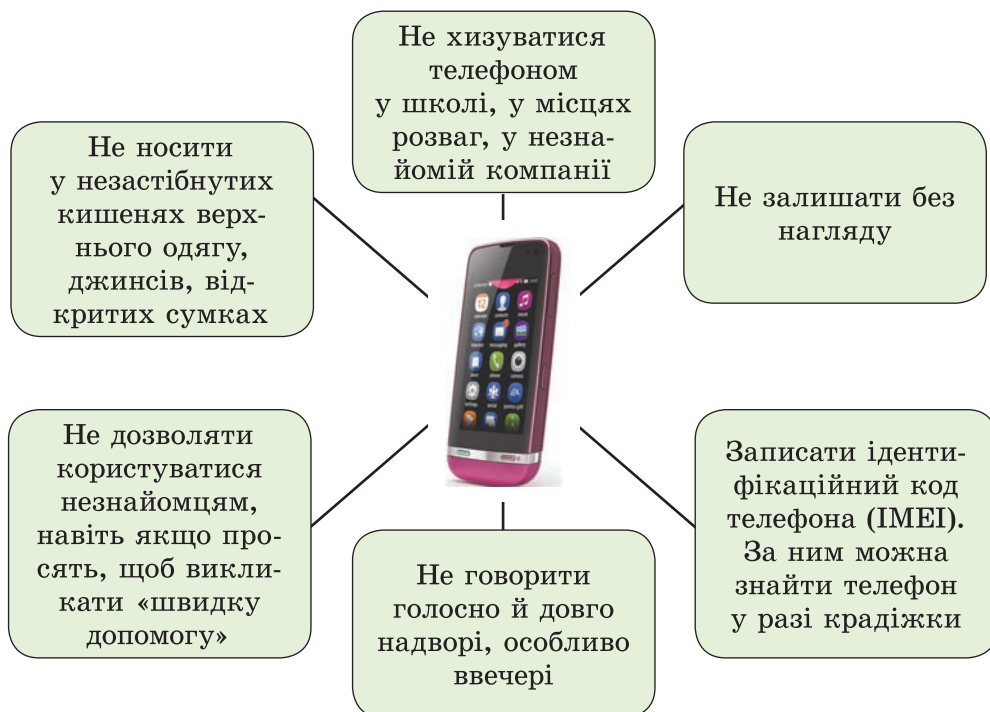 Не хизуватися
телефоном
у школі, у місцях
розваг, у незна-
йомій компанії
Не носити
у незастібнутих
кишенях верх-
нього одягу,
джинсів, від-
критих сумках
Не залишати без
нагляду
Не дозволяти
користуватися
незнайомцям,
навіть якщо про-
сять, щоб викли-
кати «швидку
допомогу»
Записати іденти-
фікаційний код
телефона (IMEI).
За ним можна
знайти телефон
у разі крадіжки
Не говорити
голосно й довго
надворі, особливо
ввечері